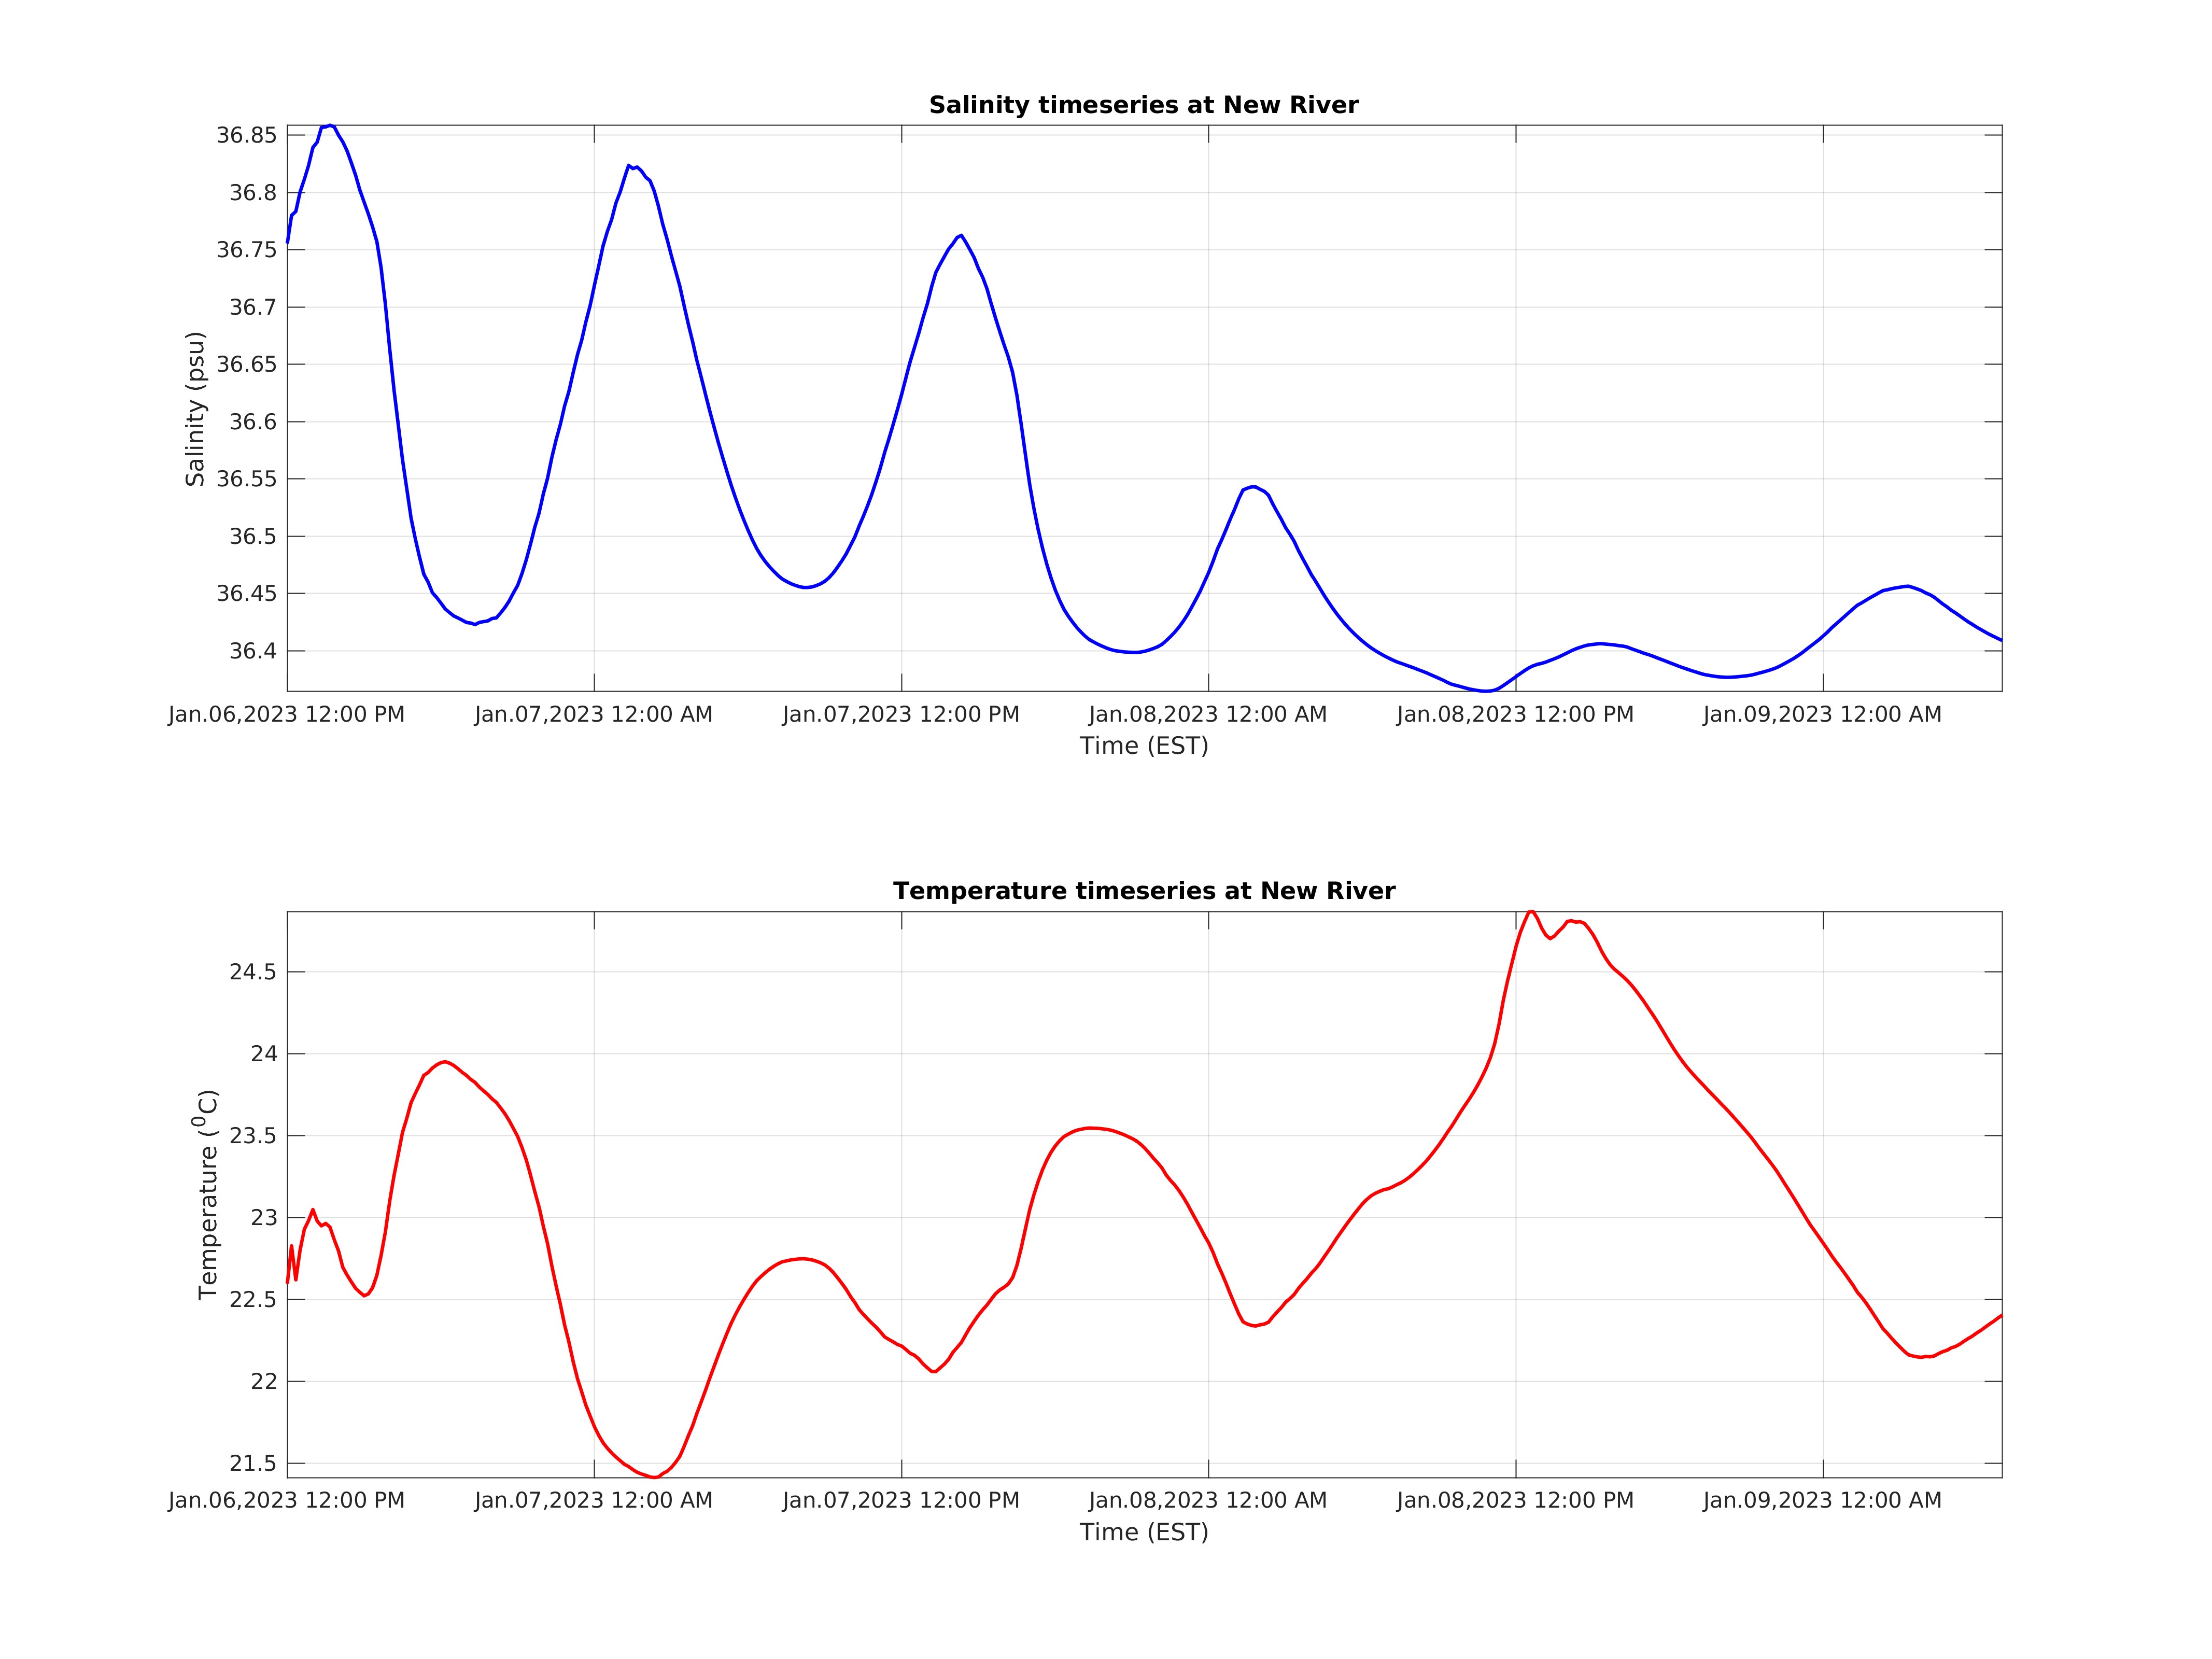 Salinity timeseries at New River
36.85
36.8
36.75
36.7
36.65
36.6
36.55
36.5
36.45
36.4
Salinity (psu)
Jan.06,2023 12:00 PM Jan.07,2023 12:00 AM Jan.07,2023 12:00 PM Jan.08,2023 12:00 AM Jan.08,2023 12:00 PM Jan.09,2023 12:00 AM
Time (EST)
Temperature timeseries at New River
24.5
24
23.5
23
22.5
22
21.5
Temperature (⁰C)
Jan.06,2023 12:00 PM Jan.07,2023 12:00 AM Jan.07,2023 12:00 PM Jan.08,2023 12:00 AM Jan.08,2023 12:00 PM Jan.09,2023 12:00 AM
Time (EST)